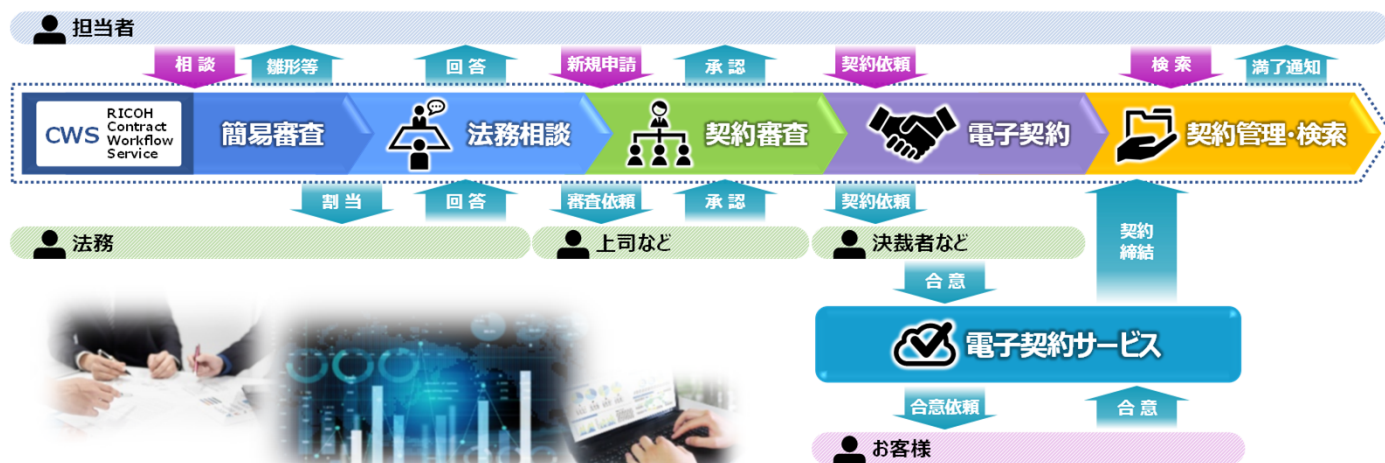 担当者
相談
雛形等
回答
新規申請
承認
契約依頼
検索
満了通知
CWS
RICOH
Contract
Workflow
Service
簡易審査
法務相談
契約審査
電子契約
契約管理・検索
割当
回答
審査依頼
承認
契約依頼
契約
締結
法務
上司など
決裁者など
合意
電子契約サービス
合意依頼
合意
お客様